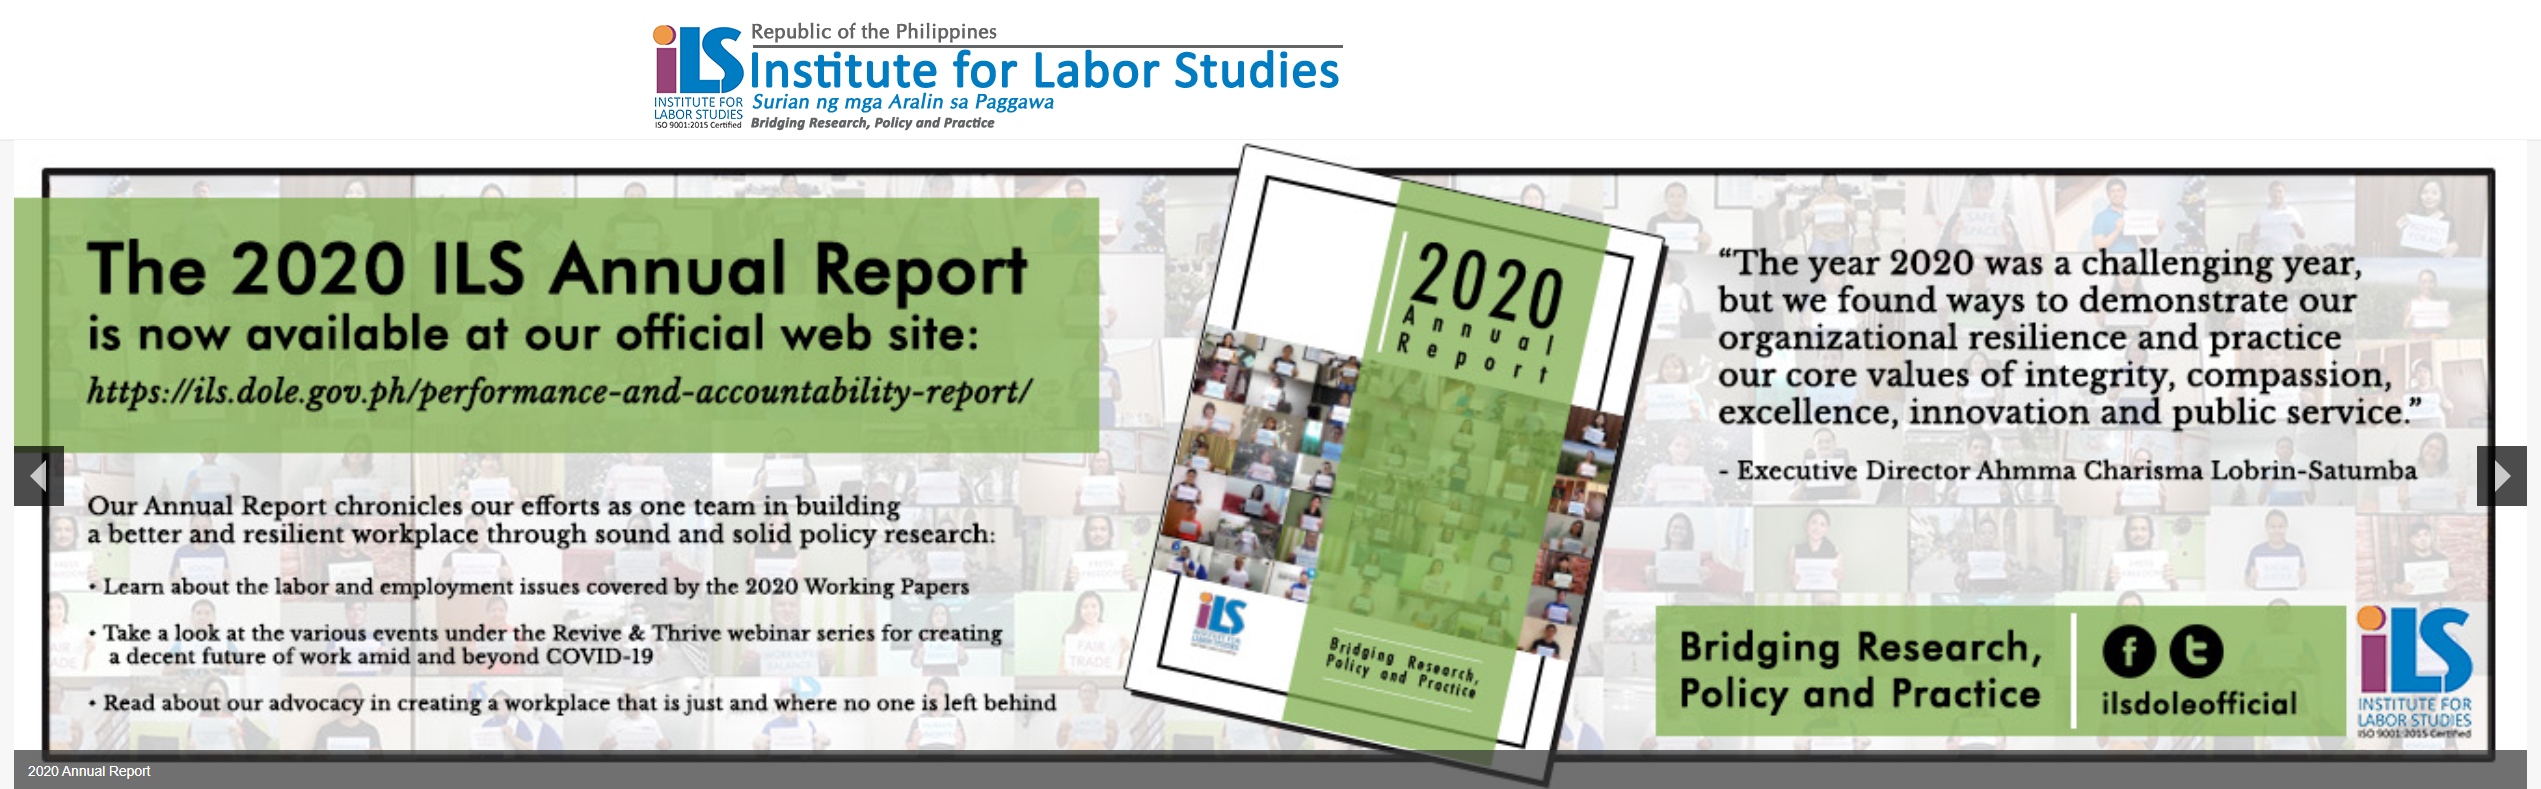 iLS
INSTITUTE FOR
LABOR STUDIES
ISO 9001:2015 Certified
Republic of the Philippines
Institute for Labor Studies
Surian ng mga Aralin sa Paggawa
Bridging Research, Policy and Practice
The 2020 ILS Annual Report
is now available at our official web site:
https://ils.dole.gov.ph/performance-and-accountability-report/
Our Annual Report chronicles our efforts as one team in building
a better and resilient workplace through sound and solid policy research:
• Learn about the labor and employment issues covered by the 2020 Working Papers
• Take a look at the various events under the Revive & Thrive webinar series for creating
a decent future of work amid and beyond COVID-19
• Read about our advocacy in creating a workplace that is just and where no one is left behind
2020
Annual
Report
iLS
Bridging Research,
Policy and Practice
“The year 2020 was a challenging year,
but we found ways to demonstrate our
organizational resilience and practice
our core values of integrity, compassion,
excellence, innovation and public service.”
- Executive Director Ahmma Charisma Lobrin-Satumba
Bridging Research,
Policy and Practice
ilsdoleofficial
iLS
INSTITUTE FOR
LABOR STUDIES
ISO 9001:2015 Certified
FAIR
TRADE
2020 Annual Report